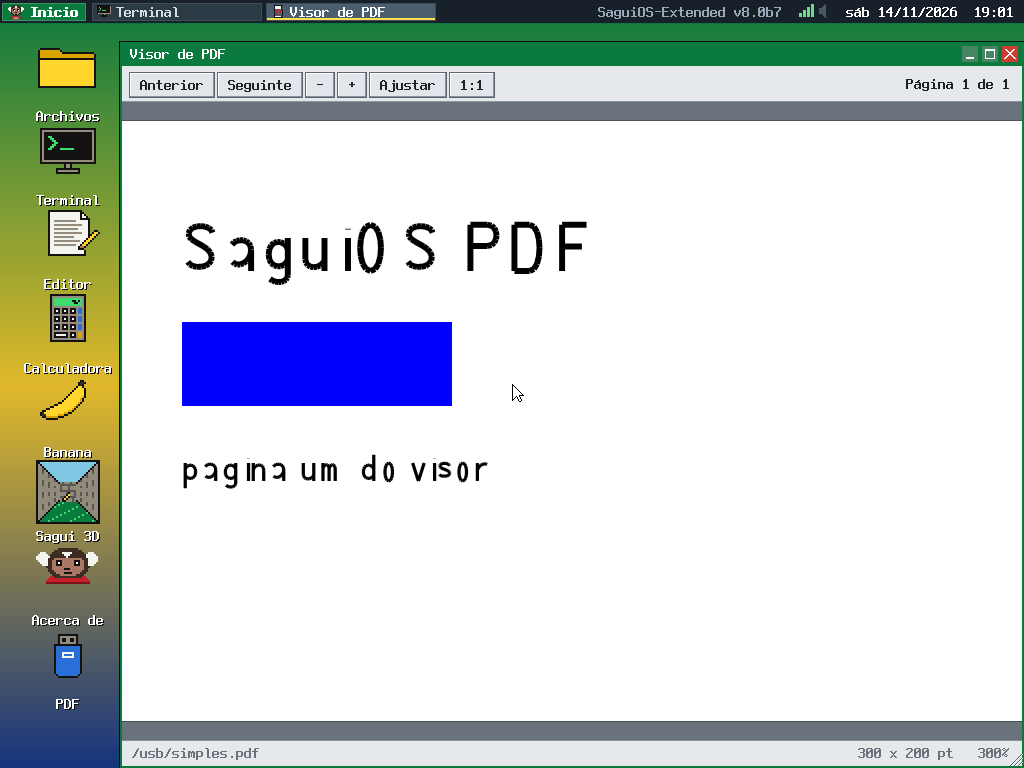 Inicio Terminal Visor de PDF SaguiOS-Extended v8.0b7 sáb 14/11/2026 19:01
Visor de PDF
Anterior Seguinte - + Ajustar 1:1 Página 1 de 1
Archivos
Terminal
Editor
Calculadora
Banana
Sagui 3D
Acerca de
PDF
SaguiOS PDF
pagina um do visor
/usb/simples.pdf 300 x 200 pt 300%